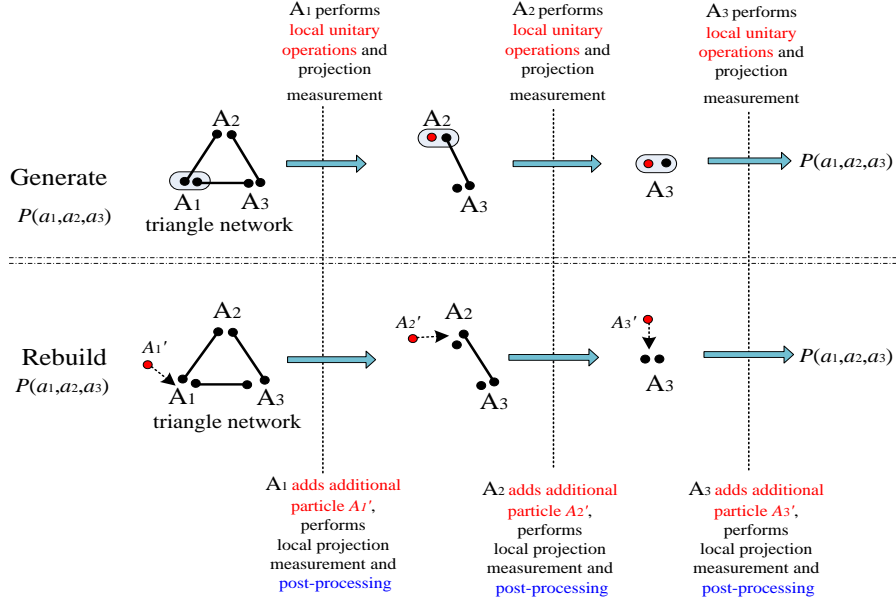 A1 performs
local unitary
operations and
projection
measurement
A2 performs
local unitary
operations and
projection
measurement
A3 performs
local unitary
operations and
projection
measurement
Generate
P(a1,a2,a3)
A2
A1
A3
triangle network
A2
A3
A3
P(a1,a2,a3)
Rebuild
P(a1,a2,a3)
A1'
A2
A1
A3
triangle network
A2'
A2
A3
A3'
A3
P(a1,a2,a3)
A1 adds additional
particle A1',
performs
local projection
measurement and
post-processing
A2 adds additional
particle A2',
performs
local projection
measurement and
post-processing
A3 adds additional
particle A3',
performs
local projection
measurement and
post-processing